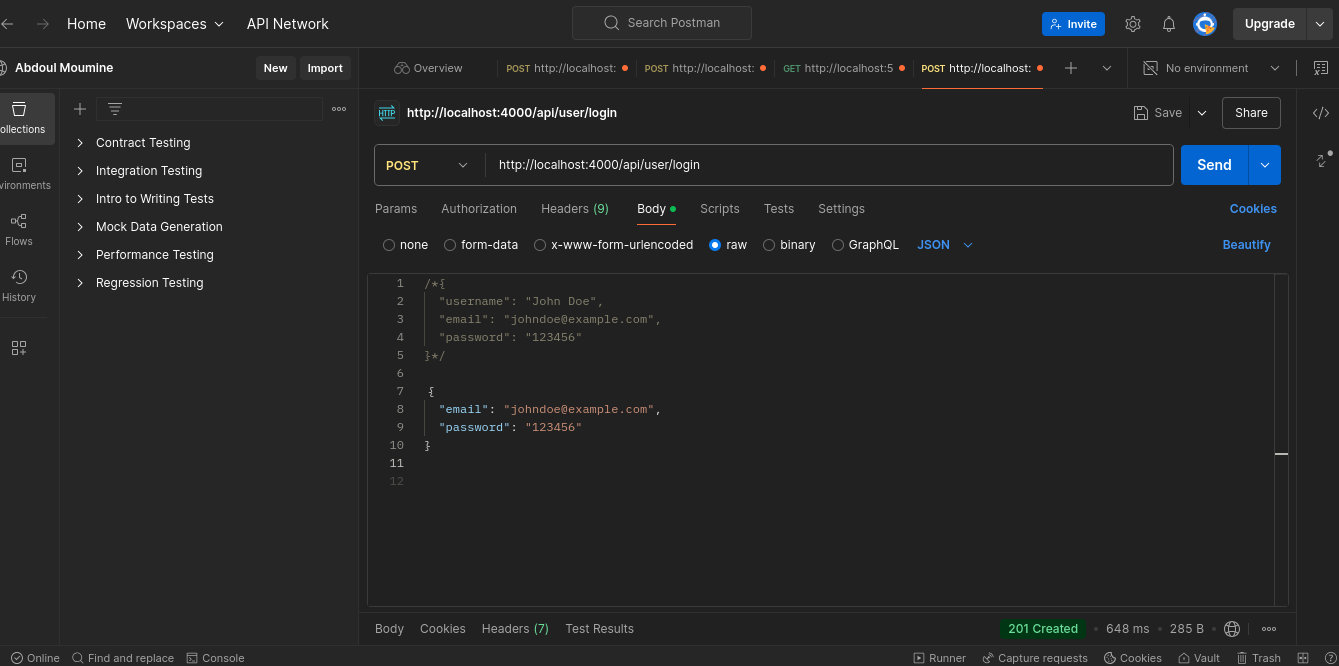 Home Workspaces API Network Search Postman Invite Upgrade
Abdoul Moumine New Import Overview POST http://localhost: POST http://localhost: GET http://localhost:5 POST http://localhost: No environment
HTTP http://localhost:4000/api/user/login Save Share
POST http://localhost:4000/api/user/login Send
Params Authorization Headers (9) Body Scripts Tests Settings Cookies
none form-data x-www-form-urlencoded raw binary GraphQL JSON Beautify
ollections
vironments
Flows
History
Contract Testing
Integration Testing
Intro to Writing Tests
Mock Data Generation
Performance Testing
Regression Testing
1 /*{
2 "username": "John Doe",
3 "email": "johndoe@example.com",
4 "password": "123456"
5 }*/
6
7 {
8 "email": "johndoe@example.com",
9 "password": "123456"
10 }
11
12
Body Cookies Headers (7) Test Results 201 Created • 648 ms • 285 B •
Online Find and replace Console Runner Capture requests Cookies Vault Trash